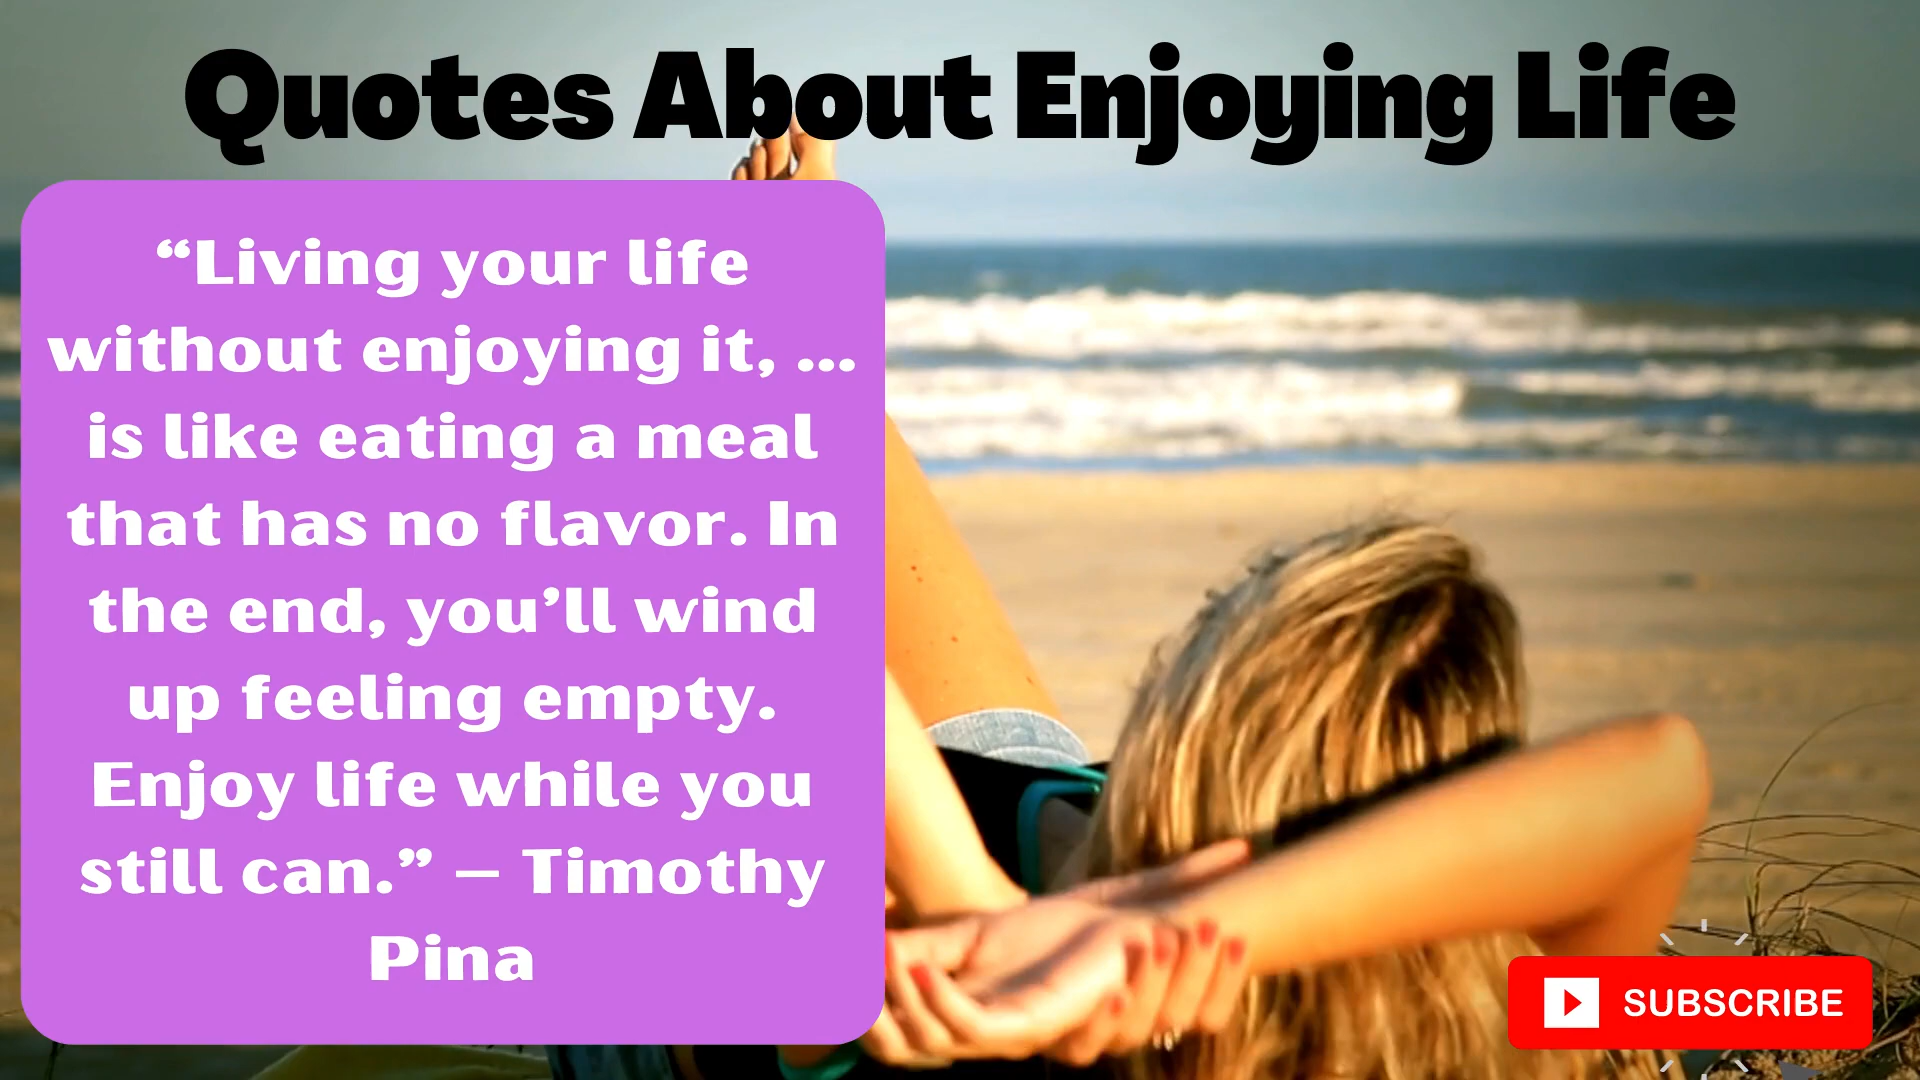 Quotes About Enjoying Life
“Living your life
without enjoying it, ...
is like eating a meal
that has no flavor. In
the end, you’ll wind
up feeling empty.
Enjoy life while you
still can.” — Timothy
Pina
SUBSCRIBE